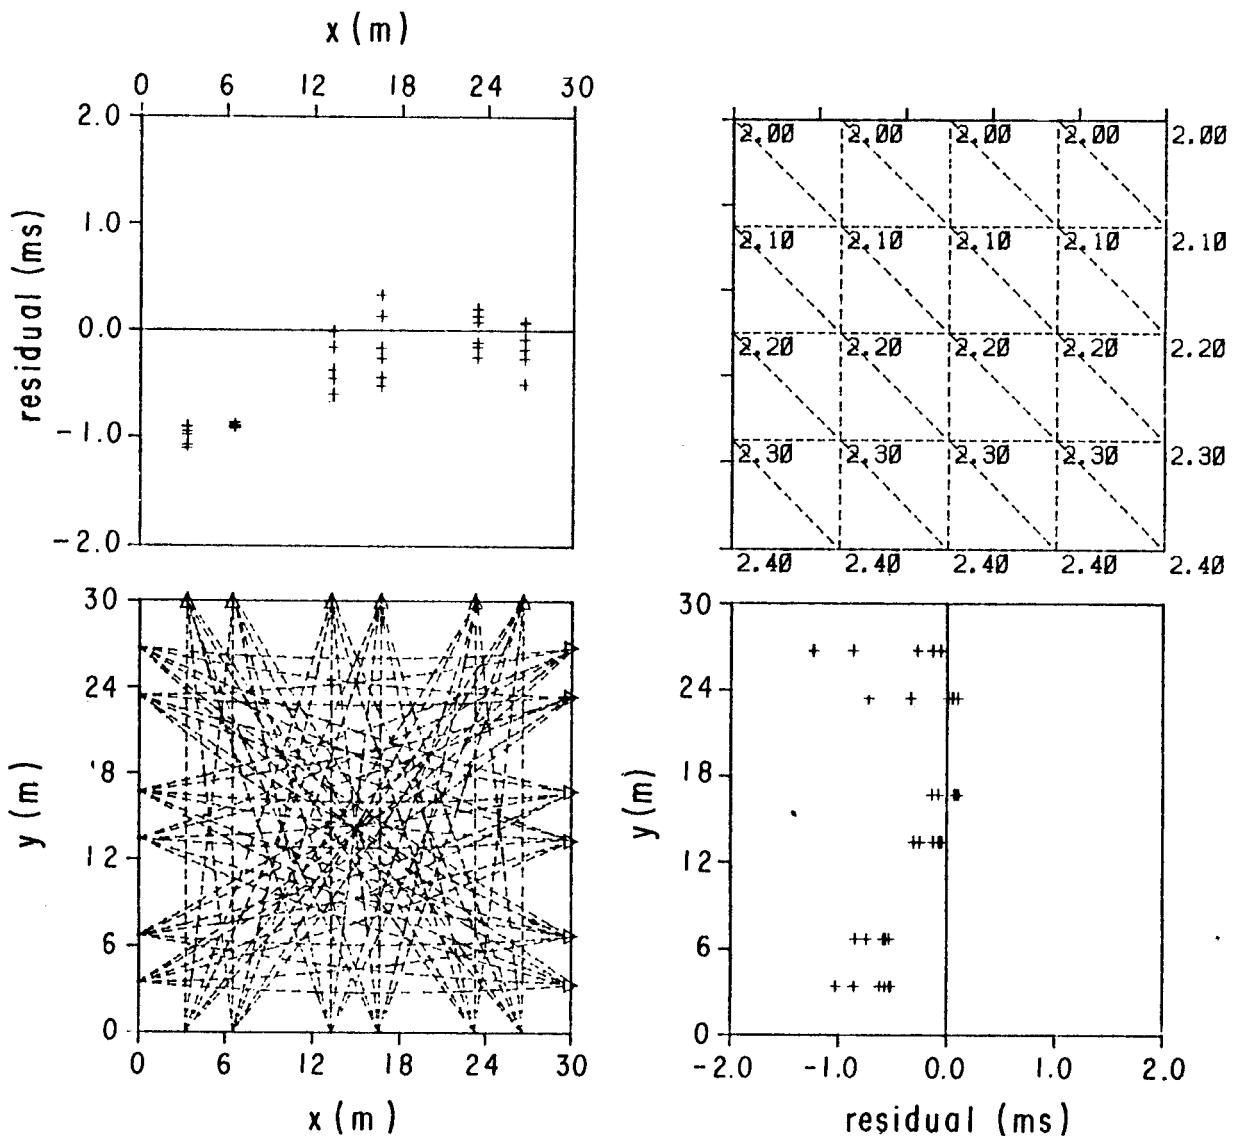 x (m)
0 6 12 18 24 30
2.0
1.0
0.0
-1.0
-2.0
residual (ms)
2.00 2.00 2.00 2.00 2.00
2.10 2.10 2.10 2.10 2.10
2.20 2.20 2.20 2.20 2.20
2.30 2.30 2.30 2.30 2.30
2.40 2.40 2.40 2.40 2.40
30
24
18
12
6
0
y (m)
0 6 12 18 24 30
x (m)
30
24
18
12
6
0
y (m)
-2.0 -1.0 0.0 1.0 2.0
residual (ms)